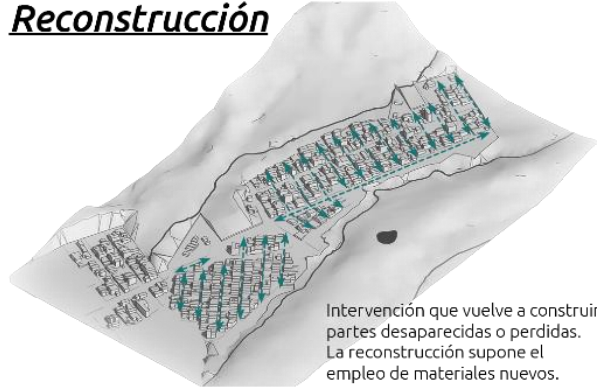 Reconstrucción
Intervención que vuelve a construir
partes desaparecidas o perdidas.
La reconstrucción supone el
empleo de materiales nuevos.